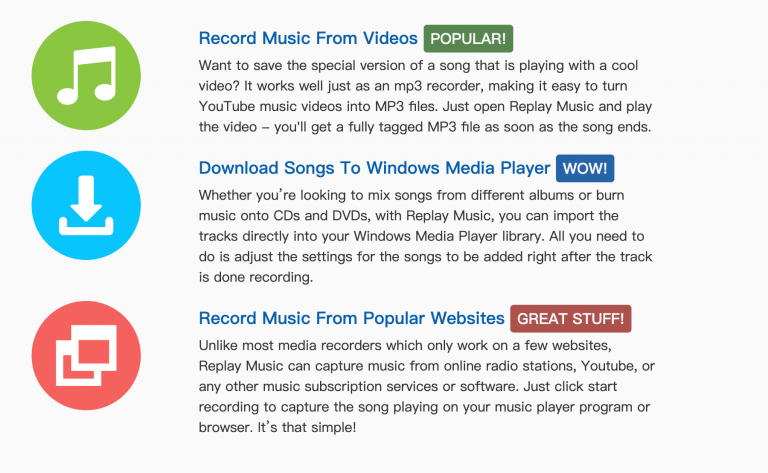 Record Music From Videos POPULAR!
Want to save the special version of a song that is playing with a cool
video? It works well just as an mp3 recorder, making it easy to turn
YouTube music videos into MP3 files. Just open Replay Music and play
the video – you'll get a fully tagged MP3 file as soon as the song ends.
Download Songs To Windows Media Player WOW!
Whether you’re looking to mix songs from different albums or burn
music onto CDs and DVDs, with Replay Music, you can import the
tracks directly into your Windows Media Player library. All you need to
do is adjust the settings for the songs to be added right after the track
is done recording.
Record Music From Popular Websites GREAT STUFF!
Unlike most media recorders which only work on a few websites,
Replay Music can capture music from online radio stations, Youtube, or
any other music subscription services or software. Just click start
recording to capture the song playing on your music player program or
browser. It’s that simple!